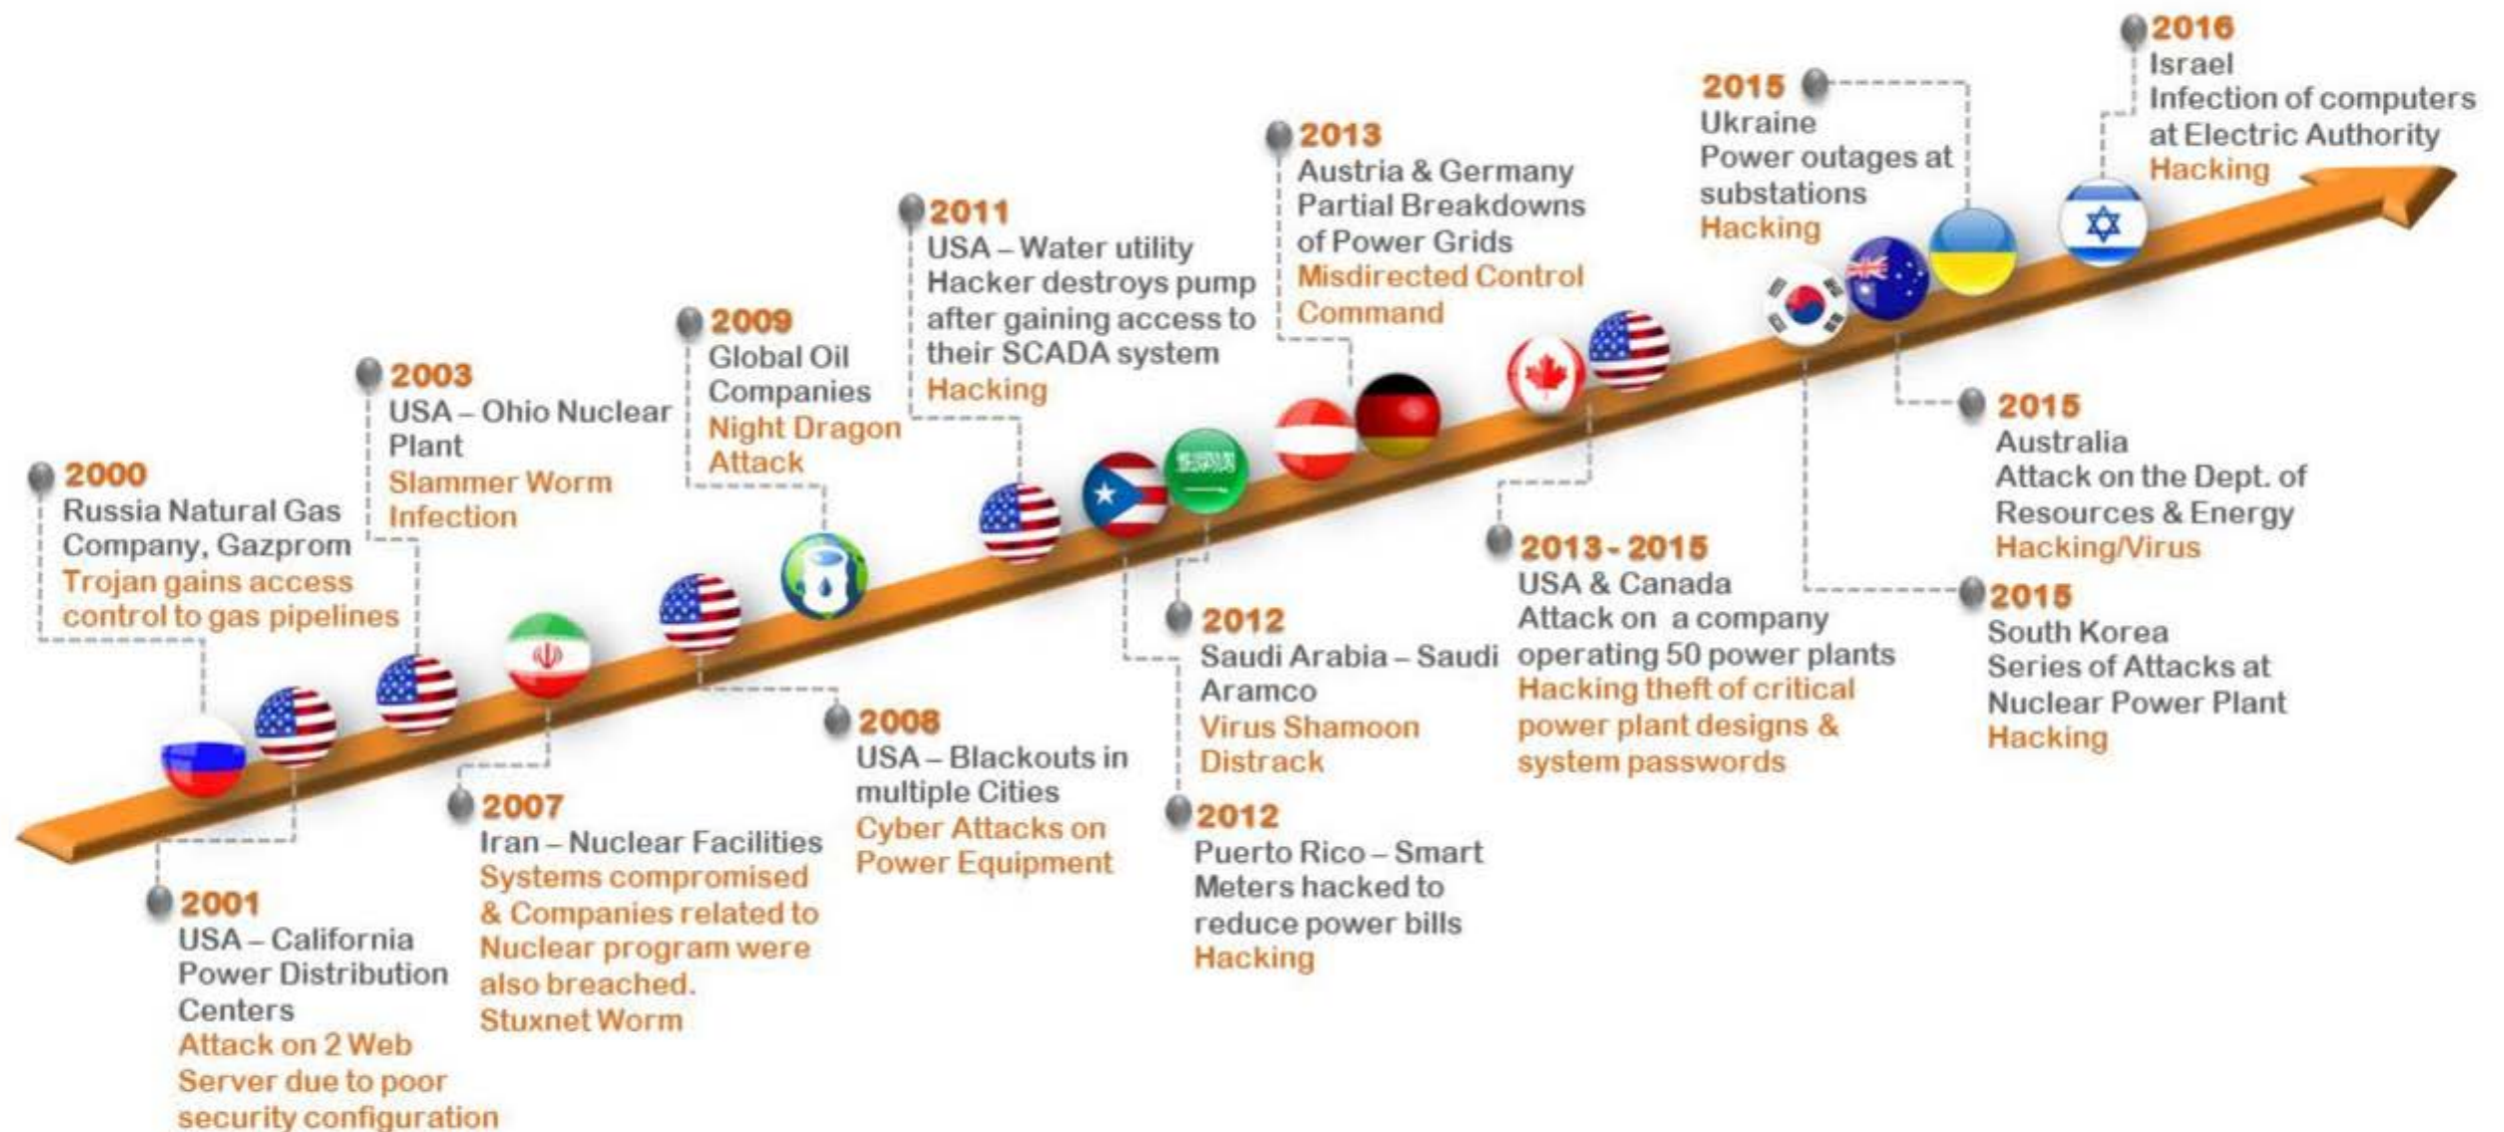 2000
Russia Natural Gas
Company, Gazprom
Trojan gains access
control to gas pipelines
2001
USA – California
Power Distribution
Centers
Attack on 2 Web
Server due to poor
security configuration
2003
USA – Ohio Nuclear
Plant
Slammer Worm
Infection
2007
Iran – Nuclear Facilities
Systems compromised
& Companies related to
Nuclear program were
also breached.
Stuxnet Worm
2008
USA – Blackouts in
multiple Cities
Cyber Attacks on
Power Equipment
2009
Global Oil
Companies
Night Dragon
Attack
2011
USA – Water utility
Hacker destroys pump
after gaining access to
their SCADA system
Hacking
2012
Puerto Rico – Smart
Meters hacked to
reduce power bills
Hacking
2012
Saudi Arabia – Saudi
Aramco
Virus Shamoon
Distrack
2013
Austria & Germany
Partial Breakdowns
of Power Grids
Misdirected Control
Command
2013 - 2015
USA & Canada
Attack on a company
operating 50 power plants
Hacking theft of critical
power plant designs &
system passwords
2015
South Korea
Series of Attacks at
Nuclear Power Plant
Hacking
2015
Australia
Attack on the Dept. of
Resources & Energy
Hacking/Virus
2015
Ukraine
Power outages at
substations
Hacking
2016
Israel
Infection of computers
at Electric Authority
Hacking